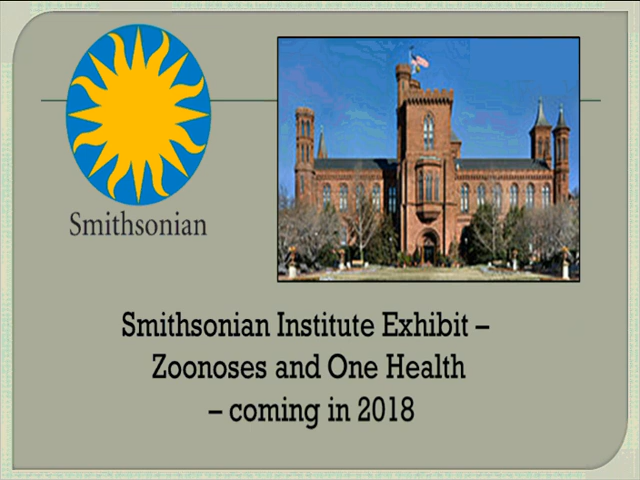 Smithsonian
Smithsonian Institute Exhibit –
Zoonoses and One Health
– coming in 2018